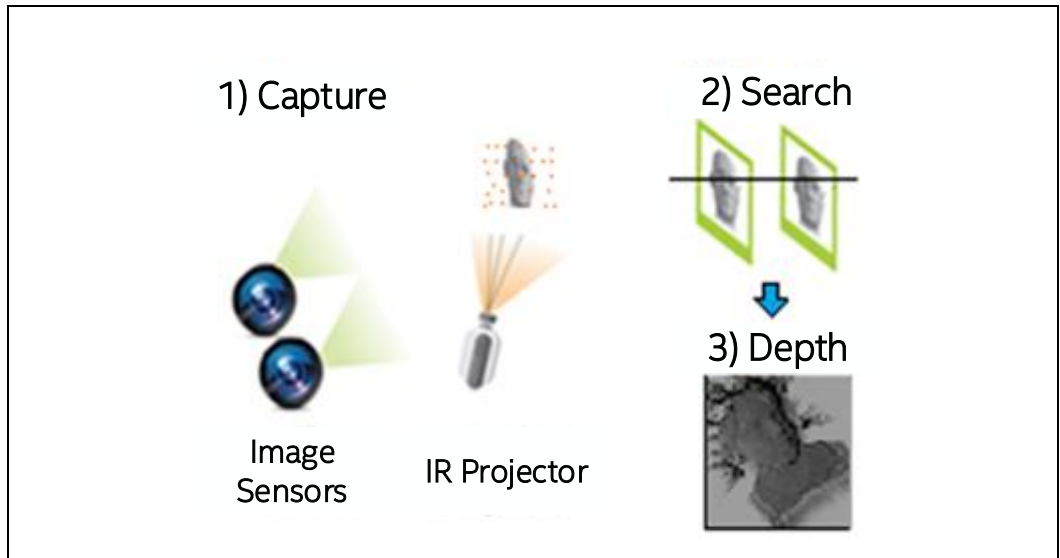 1) Capture
Image
Sensors
IR Projector
2) Search
3) Depth